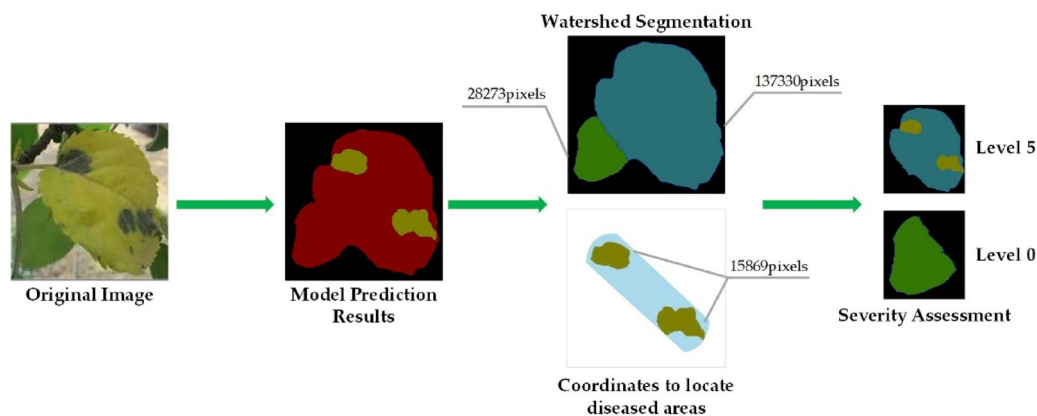 Watershed Segmentation
28273pixels
137330pixels
Level 5
15869pixels
Level 0
Original Image
Model Prediction
Results
Severity Assessment
Coordinates to locate
diseased areas